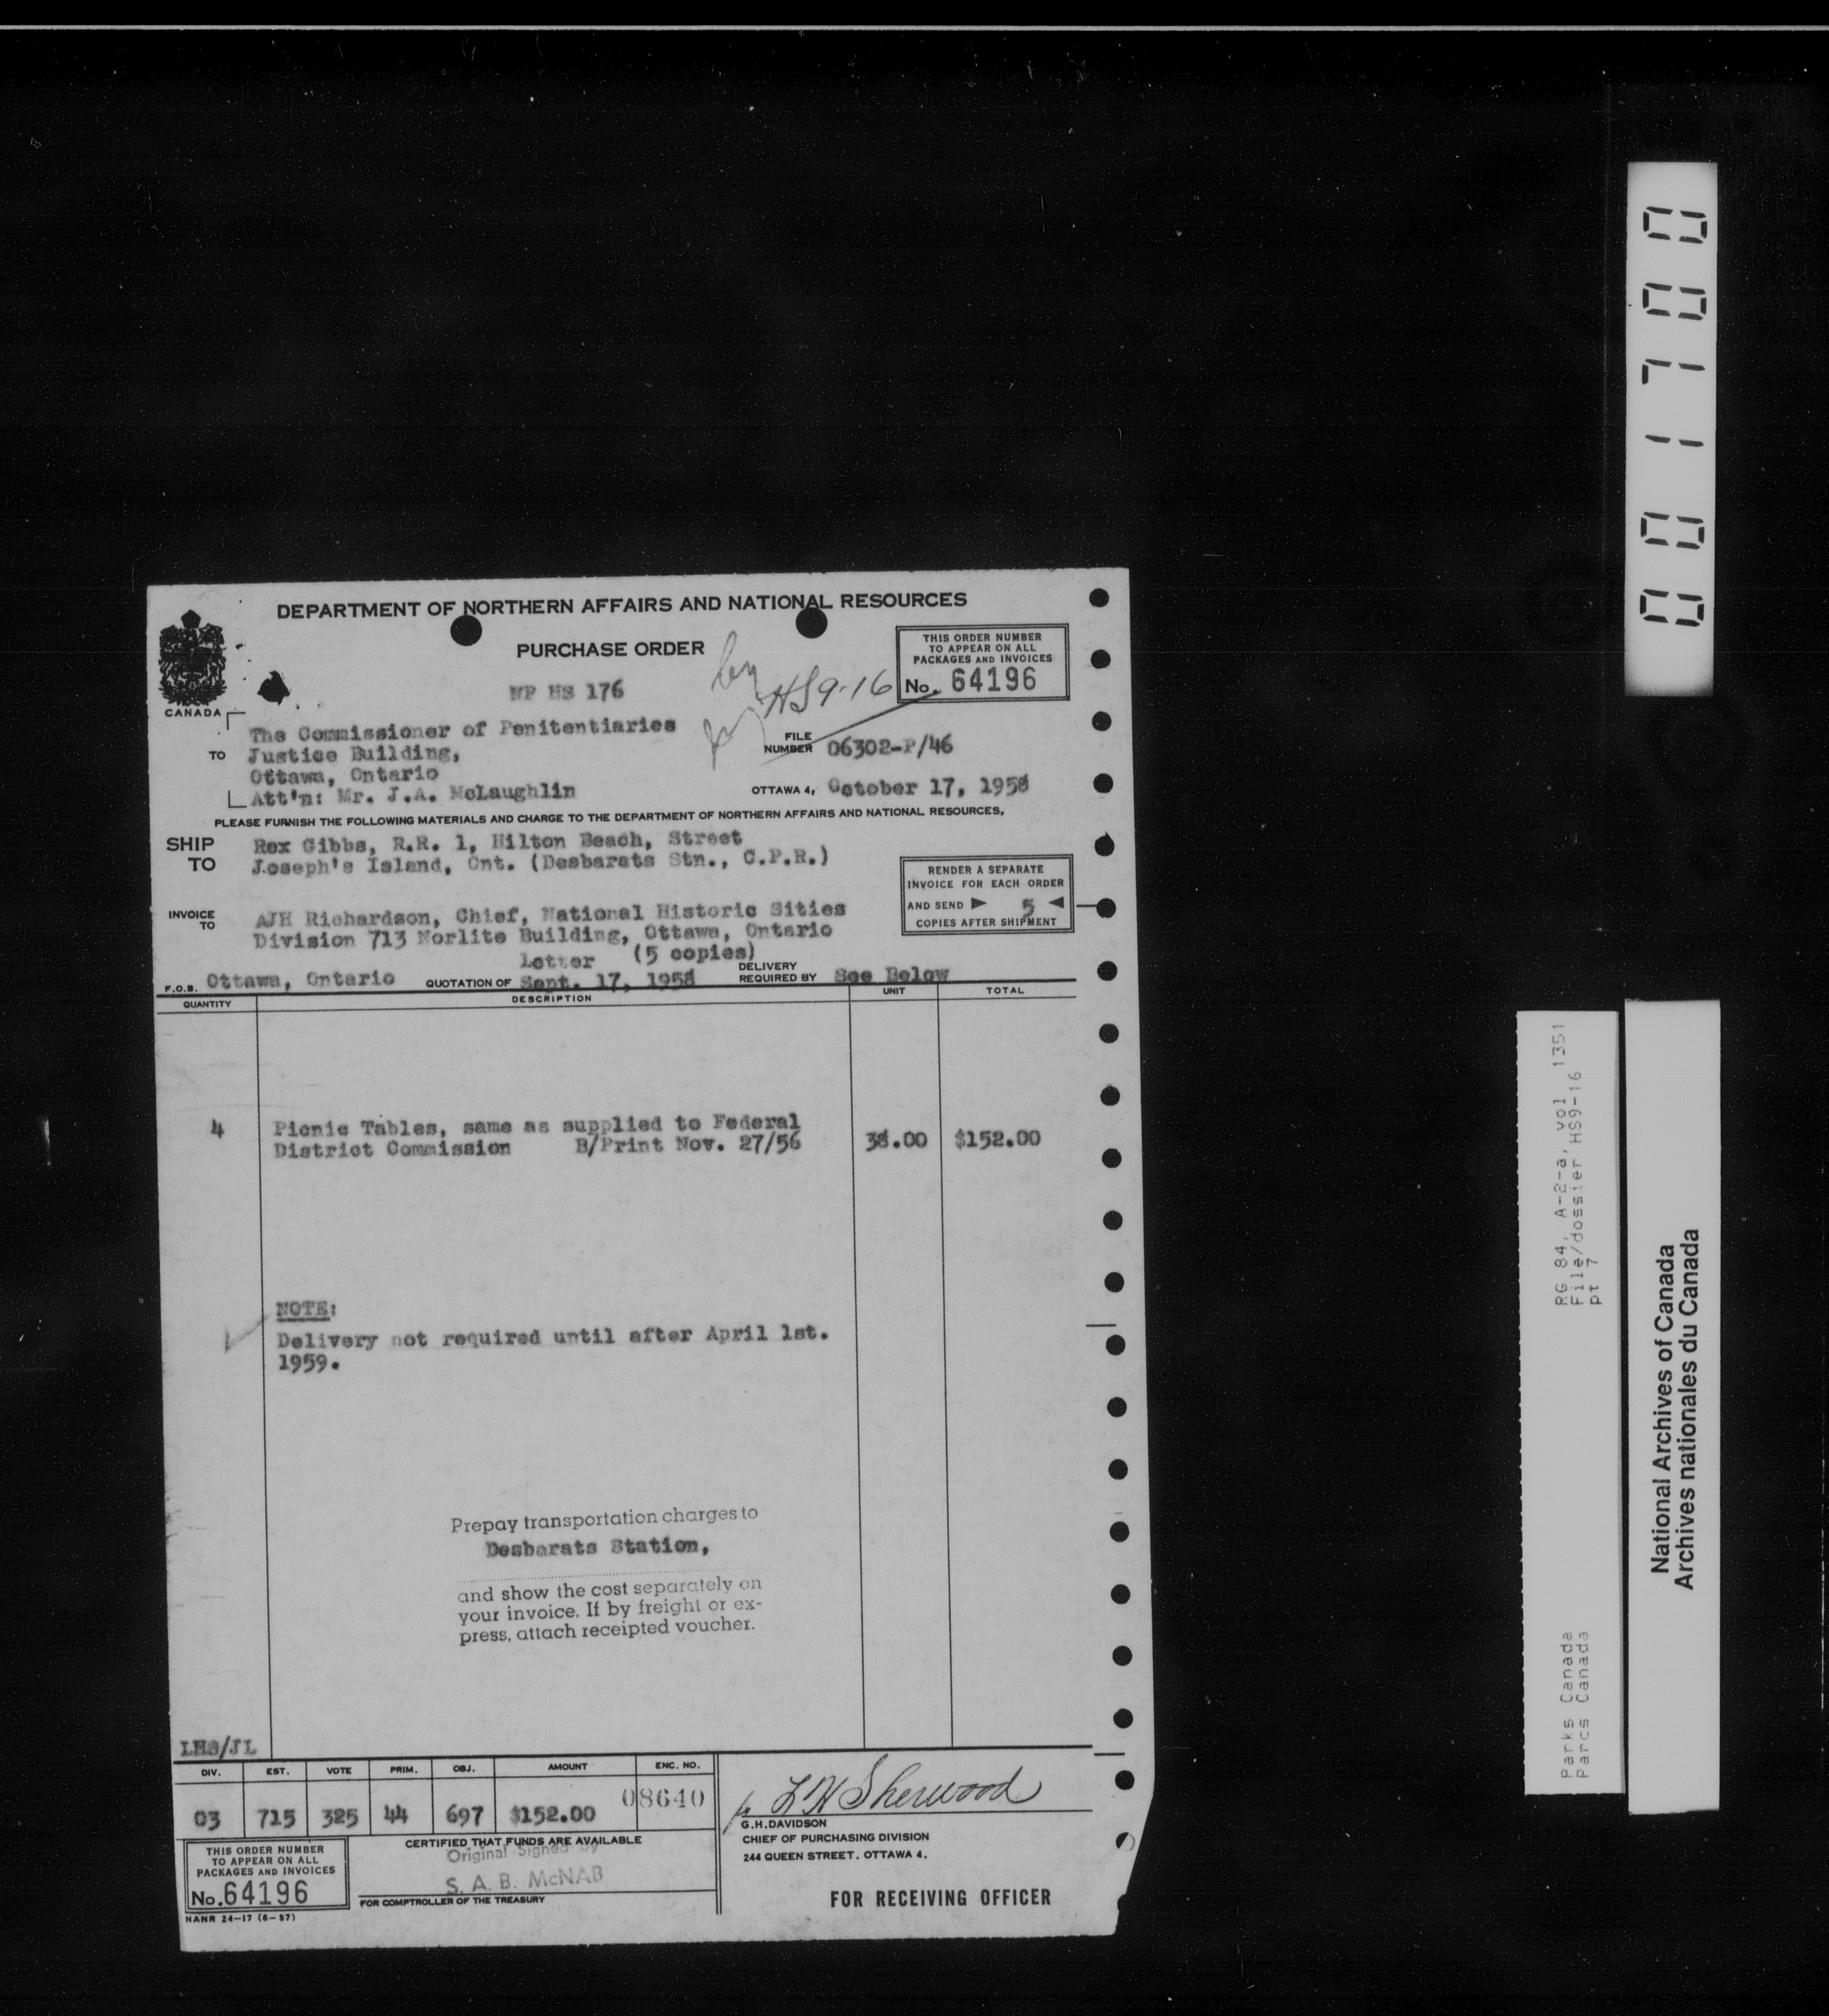 DEPARTMENT OF NORTHERN AFFAIRS AND NATIONAL RESOURCES
PURCHASE ORDER
THIS ORDER NUMBER
TO APPEAR ON ALL
PACKAGES AND INVOICES
No. 64196
CANADA
NP HS 176
by
HS9-16
The Commissioner of Penitentiaries
TO Justice Building,
Ottawa, Ontario
Att'n: Mr. J.A. McLaughlin
FILE
NUMBER 06302-P/46
OTTAWA 4, October 17, 1958
PLEASE FURNISH THE FOLLOWING MATERIALS AND CHARGE TO THE DEPARTMENT OF NORTHERN AFFAIRS AND NATIONAL RESOURCES,
SHIP TO
Rex Gibbs, R.R. 1, Hilton Beach, Street
Joseph's Island, Ont. (Desbarats Stn., C.P.R.)
RENDER A SEPARATE
INVOICE FOR EACH ORDER
AND SEND ► 5 ◄
COPIES AFTER SHIPMENT
INVOICE TO
AJH Richardson, Chief, National Historic Sities
Division 713 Norlite Building, Ottawa, Ontario
Letter (5 copies)
F.O.B. Ottawa, Ontario QUOTATION OF Sept. 17, 1958 DELIVERY REQUIRED BY See Below
QUANTITY DESCRIPTION UNIT TOTAL
4 Picnic Tables, same as supplied to Federal
District Commission B/Print Nov. 27/56 38.00 $152.00
NOTE:
Delivery not required until after April 1st.
1959.
Prepay transportation charges to
Desbarats Station,
and show the cost separately on
your invoice. If by freight or ex-
press, attach receipted voucher.
LHS/JL
DIV. EST. VOTE PRIM. OBJ. AMOUNT ENC. NO.
03 715 325 44 697 $152.00 08640
CERTIFIED THAT FUNDS ARE AVAILABLE
Original Signed by
S. A. B. McNAB
FOR COMPTROLLER OF THE TREASURY
THIS ORDER NUMBER
TO APPEAR ON ALL
PACKAGES AND INVOICES
No. 64196
NANR 24-17 (6-57)
L H Sherwood
G.H. DAVIDSON
CHIEF OF PURCHASING DIVISION
244 QUEEN STREET, OTTAWA 4.
FOR RECEIVING OFFICER
001700
RG 84, A-2-a, vol. 1351
File/dossier HS9-16
pt 7
Parks Canada
Parcs Canada
National Archives of Canada
Archives nationales du Canada